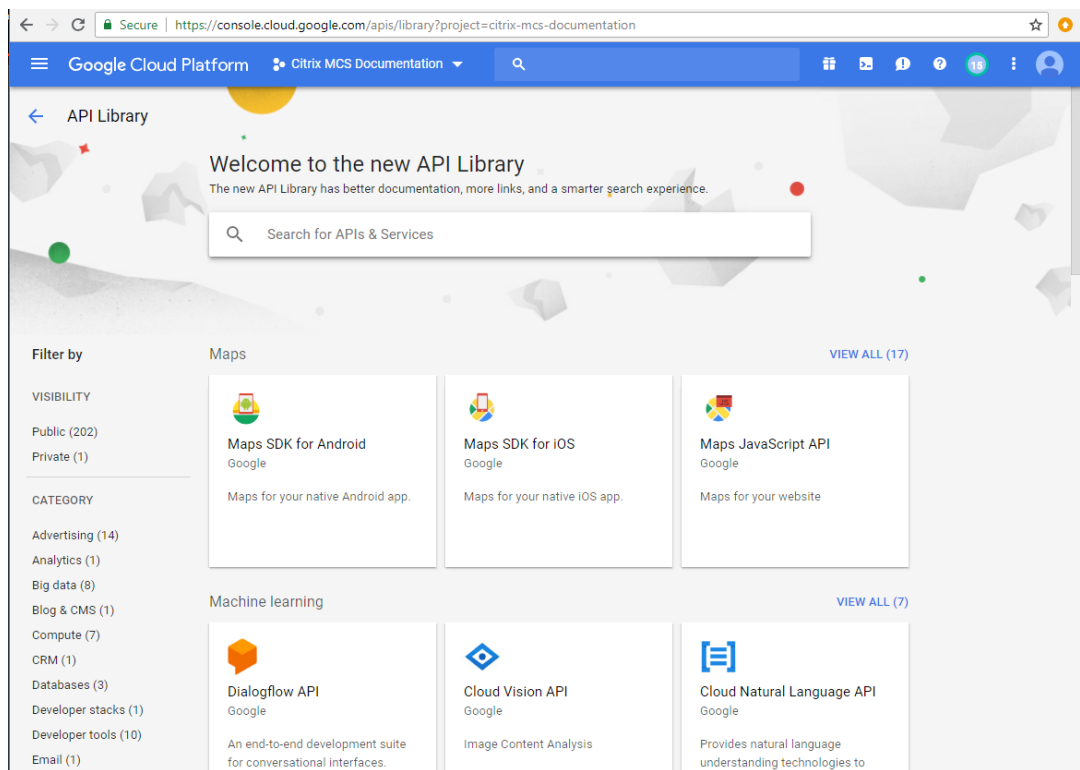 Secure | https://console.cloud.google.com/apis/library?project=citrix-mcs-documentation
Google Cloud Platform
Citrix MCS Documentation
15
API Library
Welcome to the new API Library
The new API Library has better documentation, more links, and a smarter search experience.
Search for APIs & Services
Filter by
VISIBILITY
Public (202)
Private (1)
CATEGORY
Advertising (14)
Analytics (1)
Big data (8)
Blog & CMS (1)
Compute (7)
CRM (1)
Databases (3)
Developer stacks (1)
Developer tools (10)
Email (1)
Maps
VIEW ALL (17)
Maps SDK for Android
Google
Maps for your native Android app.
Maps SDK for iOS
Google
Maps for your native iOS app.
JS
Maps JavaScript API
Google
Maps for your website
Machine learning
VIEW ALL (7)
Dialogflow API
Google
An end-to-end development suite
for conversational interfaces.
Cloud Vision API
Google
Image Content Analysis
Cloud Natural Language API
Google
Provides natural language
understanding technologies to